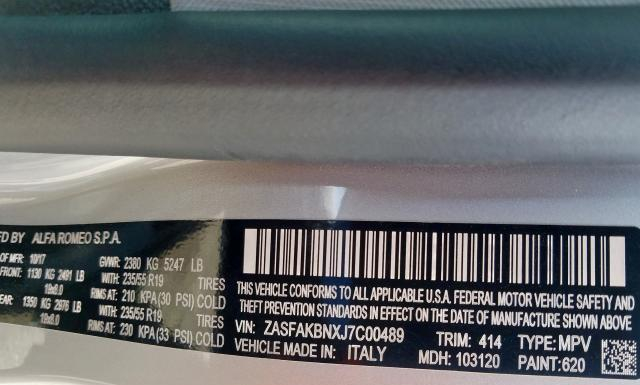 FD BY ALFA ROMEO S.P.A.
OF MFR: 10/17 GVWR: 2380 KG 5247 LB
FRONT: 1130 KG 2491 LB WITH: 235/55 R19 TIRES
18x8.0 RIMS AT: 210 KPA(30 PSI) COLD
EAR: 1350 KG 2976 LB WITH: 235/55 R19 TIRES
18x8.0 RIMS AT: 230 KPA(33 PSI) COLD
THIS VEHICLE CONFORMS TO ALL APPLICABLE U.S.A. FEDERAL MOTOR VEHICLE SAFETY AND
THEFT PREVENTION STANDARDS IN EFFECT ON THE DATE OF MANUFACTURE SHOWN ABOVE.
VIN: ZASFAKBNXJ7C00489 TRIM: 414 TYPE: MPV
VEHICLE MADE IN: ITALY MDH: 103120 PAINT: 620